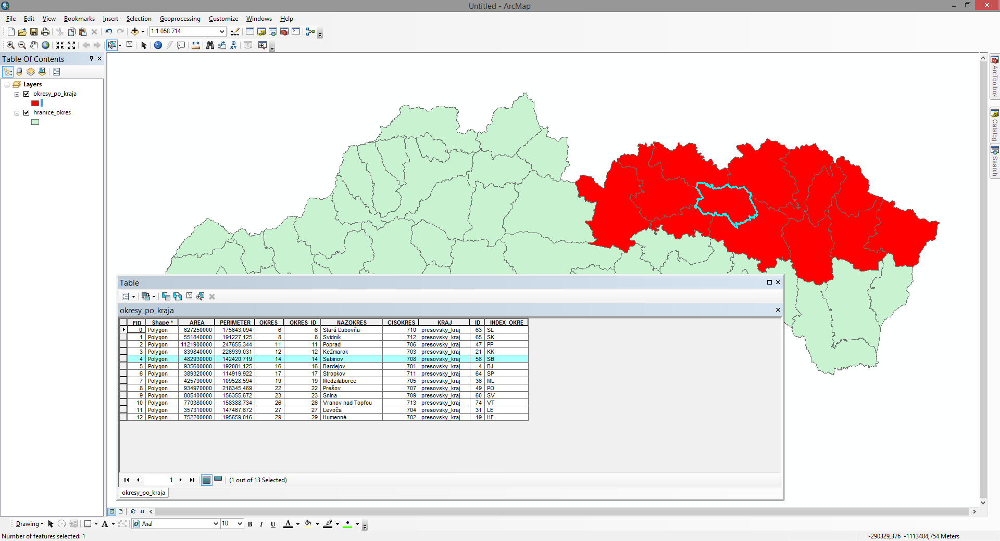 Untitled - ArcMap
File Edit View Bookmarks Insert Selection Geoprocessing Customize Windows Help
1:1 058 714
Table Of Contents
Layers
okresy_po_kraja
hranice_okres
ArcToolbox
Catalog
Search
Table
okresy_po_kraja
FID Shape * AREA PERIMETER OKRES OKRES_ID NAZOKRES CISOKRES KRAJ ID INDEX_OKRE
0 Polygon 627250000 175643,094 6 6 Stará Ľubovňa 710 presovsky_kraj 63 SL
1 Polygon 551840000 191227,125 8 8 Svidník 712 presovsky_kraj 65 SK
2 Polygon 1121900000 247655,344 11 11 Poprad 706 presovsky_kraj 47 PP
3 Polygon 839840000 226939,031 12 12 Kežmarok 703 presovsky_kraj 21 KK
4 Polygon 482930000 142420,719 14 14 Sabinov 708 presovsky_kraj 56 SB
5 Polygon 935600000 192081,125 16 16 Bardejov 701 presovsky_kraj 4 BJ
6 Polygon 389320000 114919,922 17 17 Stropkov 711 presovsky_kraj 64 SP
7 Polygon 425790000 109528,594 19 19 Medzilaborce 705 presovsky_kraj 36 ML
8 Polygon 934970000 218345,469 22 22 Prešov 707 presovsky_kraj 49 PO
9 Polygon 805400000 156355,672 23 23 Snina 709 presovsky_kraj 60 SV
10 Polygon 770380000 158388,734 26 26 Vranov nad Topľou 713 presovsky_kraj 74 VT
11 Polygon 357310000 147467,672 27 27 Levoča 704 presovsky_kraj 31 LE
12 Polygon 752200000 195659,016 29 29 Humenné 702 presovsky_kraj 19 HE
1 (1 out of 13 Selected)
okresy_po_kraja
Drawing A Arial 10 B I U A
Number of features selected: 1 -290329,376 -1113404,754 Meters